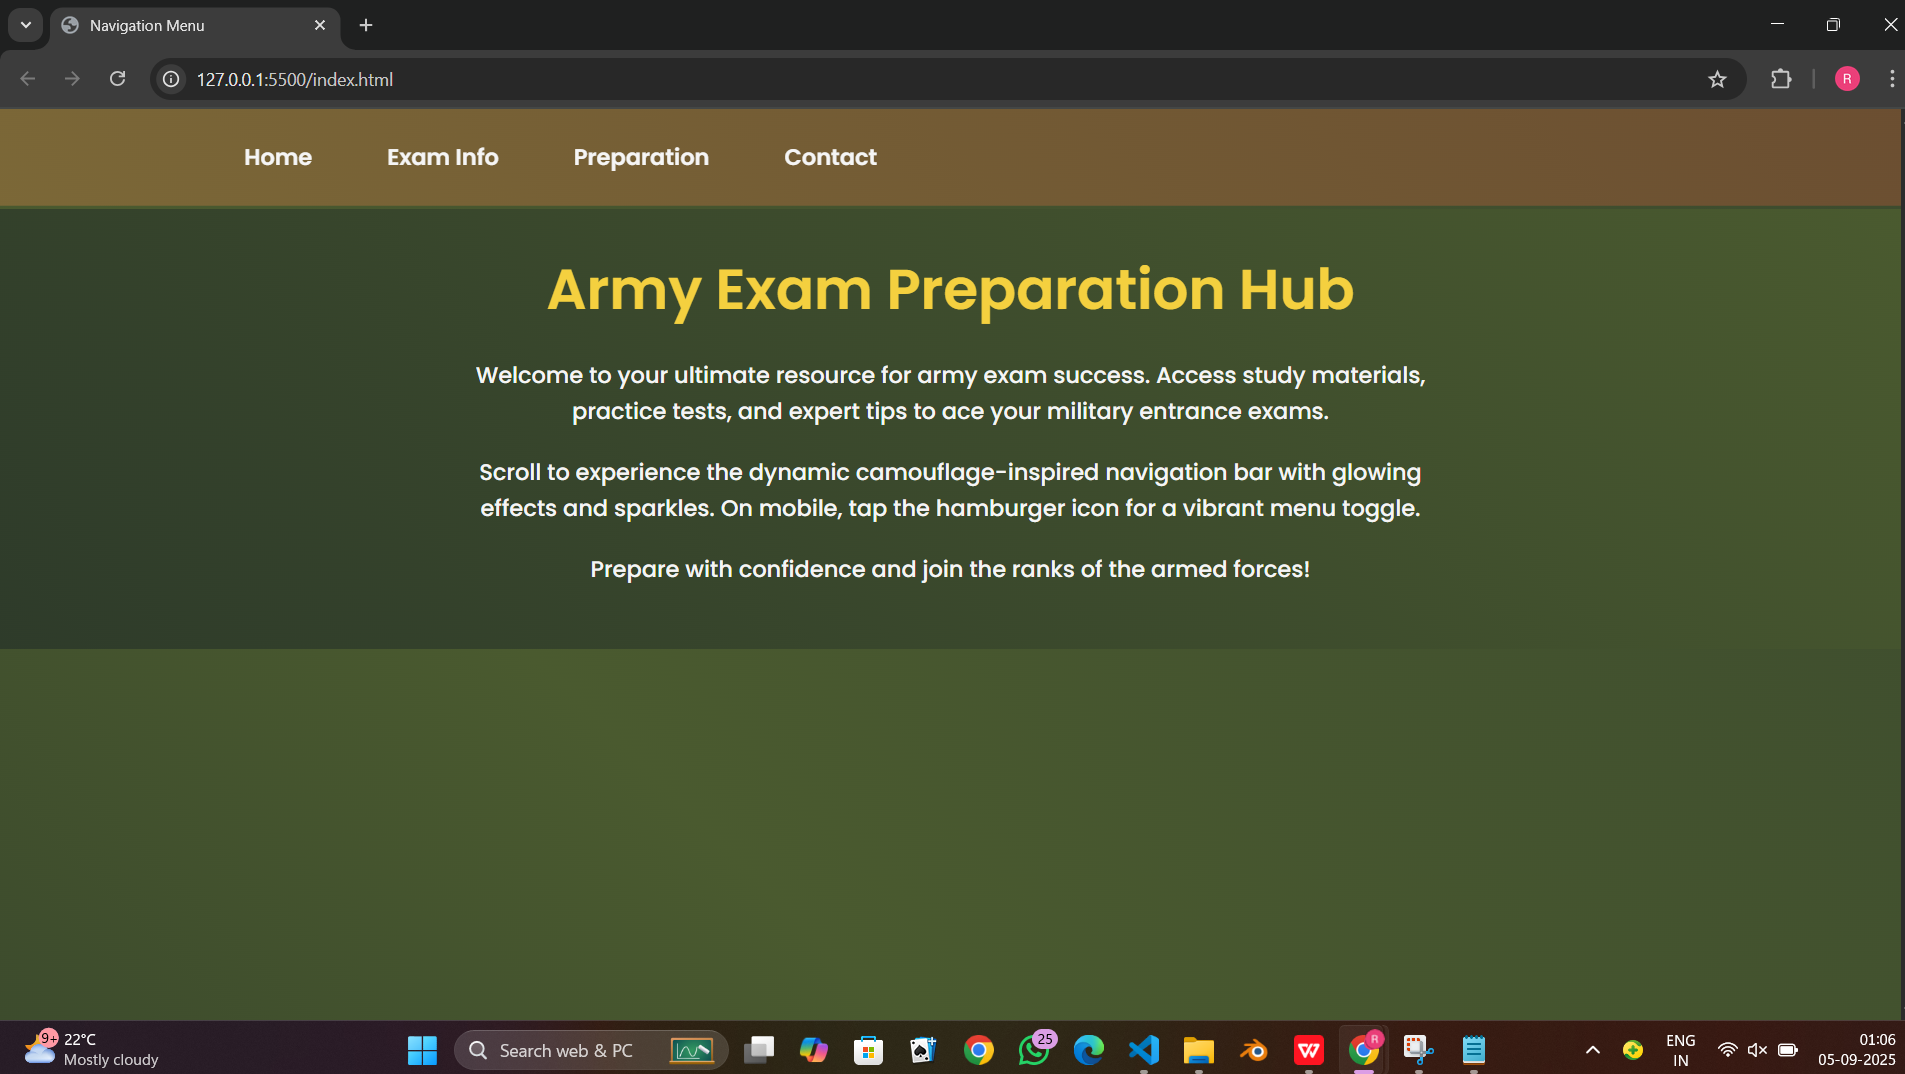 Navigation Menu
127.0.0.1:5500/index.html
R
Home Exam Info Preparation Contact
Army Exam Preparation Hub
Welcome to your ultimate resource for army exam success. Access study materials,
practice tests, and expert tips to ace your military entrance exams.
Scroll to experience the dynamic camouflage-inspired navigation bar with glowing
effects and sparkles. On mobile, tap the hamburger icon for a vibrant menu toggle.
Prepare with confidence and join the ranks of the armed forces!
9+
22°C
Mostly cloudy
Search web & PC
25
W
R
ENG
IN
01:06
05-09-2025